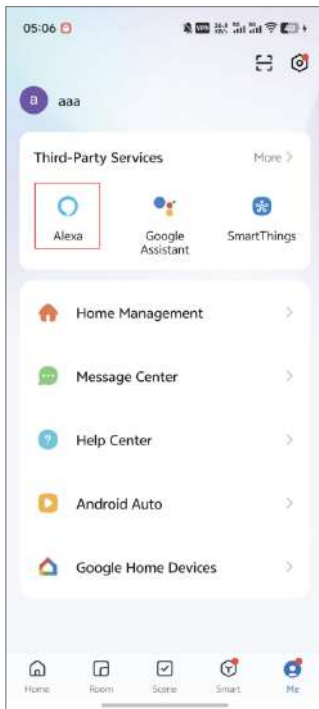 05:06
a aaa
Third-Party Services More >
Alexa Google Assistant SmartThings
Home Management
Message Center
Help Center
Android Auto
Google Home Devices
Home Room Scene Smart Me